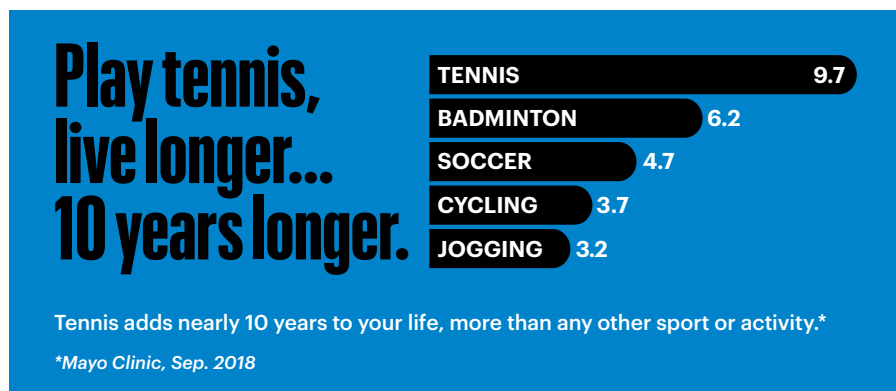 Play tennis,
live longer...
10 years longer.
TENNIS 9.7
BADMINTON 6.2
SOCCER 4.7
CYCLING 3.7
JOGGING 3.2
Tennis adds nearly 10 years to your life, more than any other sport or activity.*
*Mayo Clinic, Sep. 2018